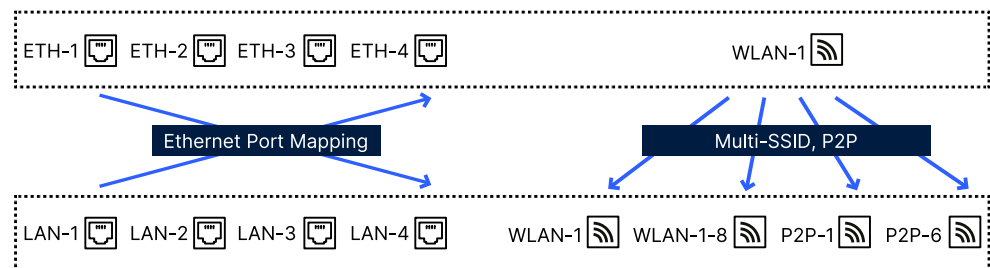 ETH-1 ETH-2 ETH-3 ETH-4 WLAN-1
Ethernet Port Mapping Multi-SSID, P2P
LAN-1 LAN-2 LAN-3 LAN-4 WLAN-1 WLAN-1-8 P2P-1 P2P-6